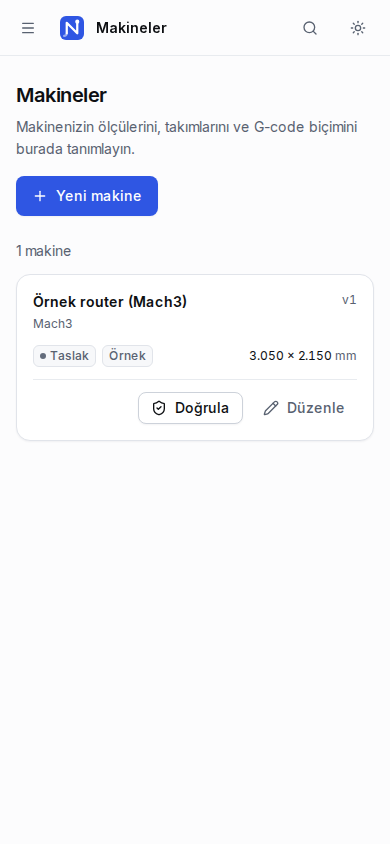 Makineler
Makineler
Makinenizin ölçülerini, takımlarını ve G-code biçimini
burada tanımlayın.
Yeni makine
1 makine
Örnek router (Mach3)
v1
Mach3
Taslak
Örnek
3.050 × 2.150 mm
Doğrula
Düzenle